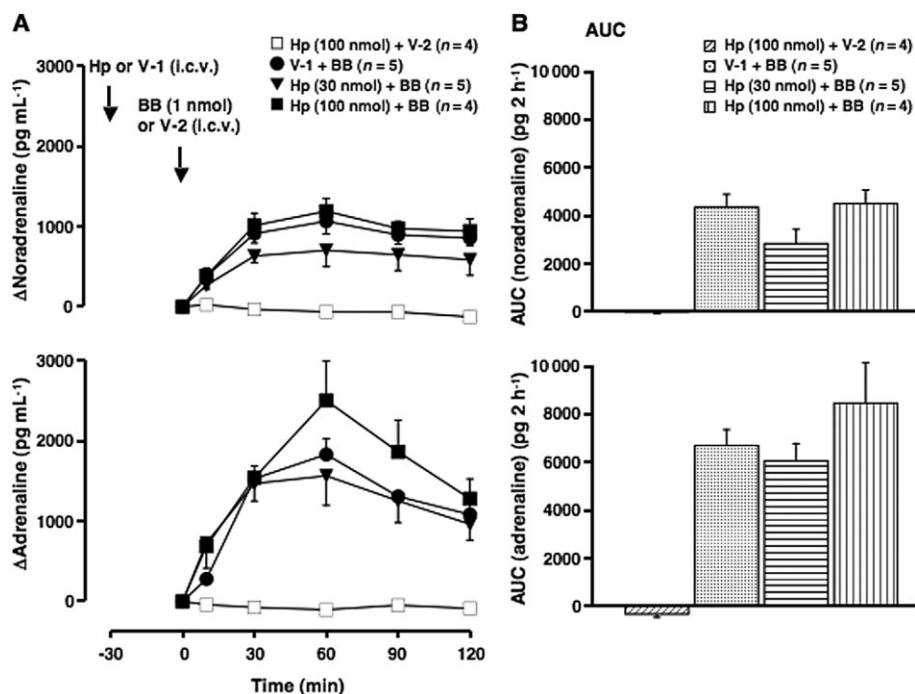 A
Hp (100 nmol) + V-2 (n = 4)
V-1 + BB (n = 5)
Hp (30 nmol) + BB (n = 5)
Hp (100 nmol) + BB (n = 4)
Hp or V-1 (i.c.v.)
BB (1 nmol)
or V-2 (i.c.v.)
ΔNoradrenaline (pg mL⁻¹)
3000
2000
1000
0
ΔAdrenaline (pg mL⁻¹)
3000
2000
1000
0
-30
0
30
60
90
120
Time (min)
B
AUC
Hp (100 nmol) + V-2 (n = 4)
V-1 + BB (n = 5)
Hp (30 nmol) + BB (n = 5)
Hp (100 nmol) + BB (n = 4)
AUC (noradrenaline) (pg 2 h⁻¹)
10 000
8000
6000
4000
2000
0
AUC (adrenaline) (pg 2 h⁻¹)
10 000
8000
6000
4000
2000
0